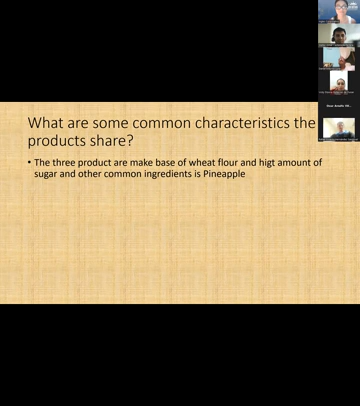 What are some common characteristics the
products share?
• The three product are make base of wheat flour and higt amount of
sugar and other common ingredients is Pineapple